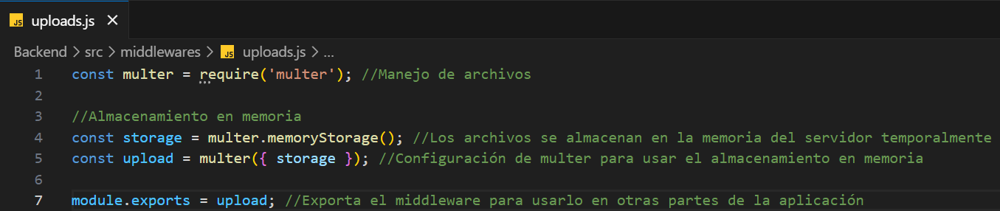 JS uploads.js ×
Backend > src > middlewares > JS uploads.js > ...
1 const multer = require('multer'); //Manejo de archivos
2
3 //Almacenamiento en memoria
4 const storage = multer.memoryStorage(); //Los archivos se almacenan en la memoria del servidor temporalmente
5 const upload = multer({ storage }); //Configuración de multer para usar el almacenamiento en memoria
6
7 module.exports = upload; //Exporta el middleware para usarlo en otras partes de la aplicación